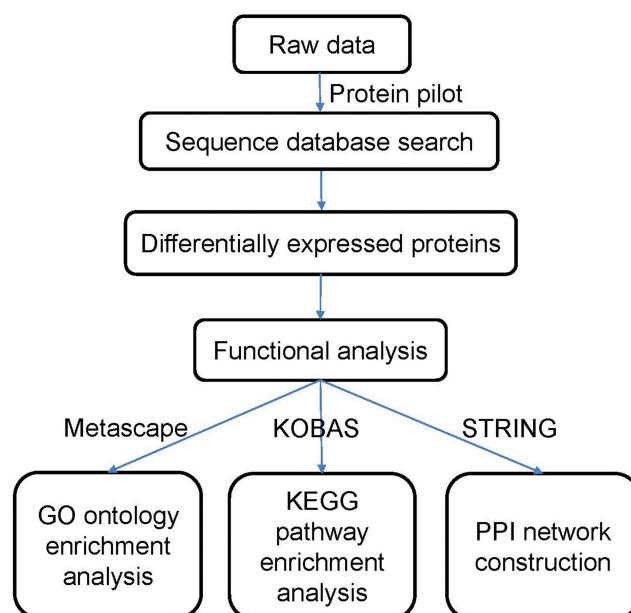 Raw data
Protein pilot
Sequence database search
Differentially expressed proteins
Functional analysis
Metascape
KOBAS
STRING
GO ontology
enrichment
analysis
KEGG
pathway
enrichment
analysis
PPI network
construction